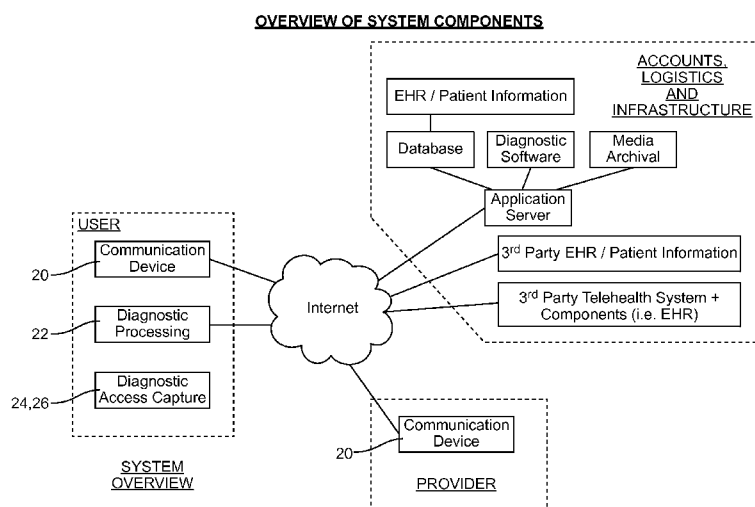 OVERVIEW OF SYSTEM COMPONENTS
ACCOUNTS,
LOGISTICS
AND
INFRASTRUCTURE
EHR / Patient Information
Database
Diagnostic
Software
Media
Archival
Application
Server
3rd Party EHR / Patient Information
3rd Party Telehealth System +
Components (i.e. EHR)
USER
Communication
Device
20
Diagnostic
Processing
22
Diagnostic
Access Capture
24,26
Internet
SYSTEM
OVERVIEW
Communication
Device
20
PROVIDER